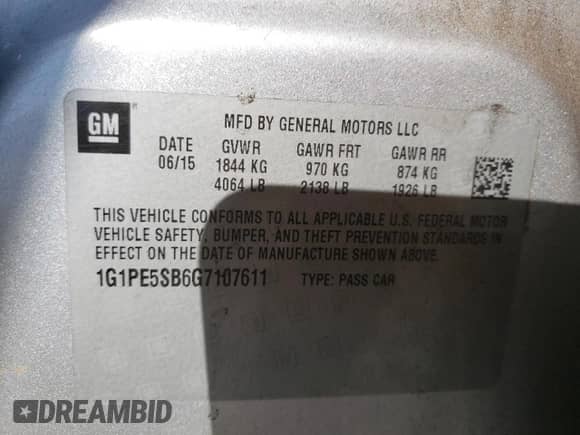 GM ®
MFD BY GENERAL MOTORS LLC
DATE GVWR GAWR FRT GAWR RR
06/15 1844 KG 970 KG 874 KG
4064 LB 2138 LB 1926 LB
THIS VEHICLE CONFORMS TO ALL APPLICABLE U.S. FEDERAL MOTOR
VEHICLE SAFETY, BUMPER, AND THEFT PREVENTION STANDARDS IN
EFFECT ON THE DATE OF MANUFACTURE SHOWN ABOVE.
1G1PE5SB6G7107611 TYPE: PASS CAR
DREAMBID